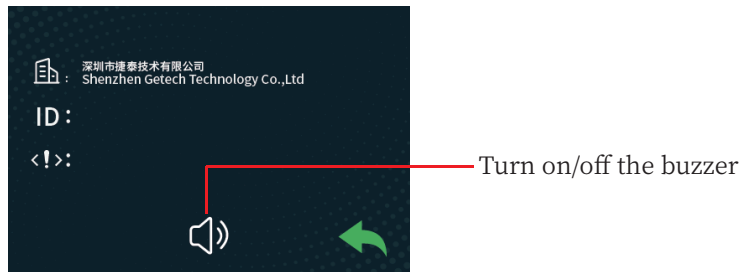 深圳市捷泰技术有限公司
: Shenzhen Getech Technology Co.,Ltd
ID:
<!>:
Turn on/off the buzzer